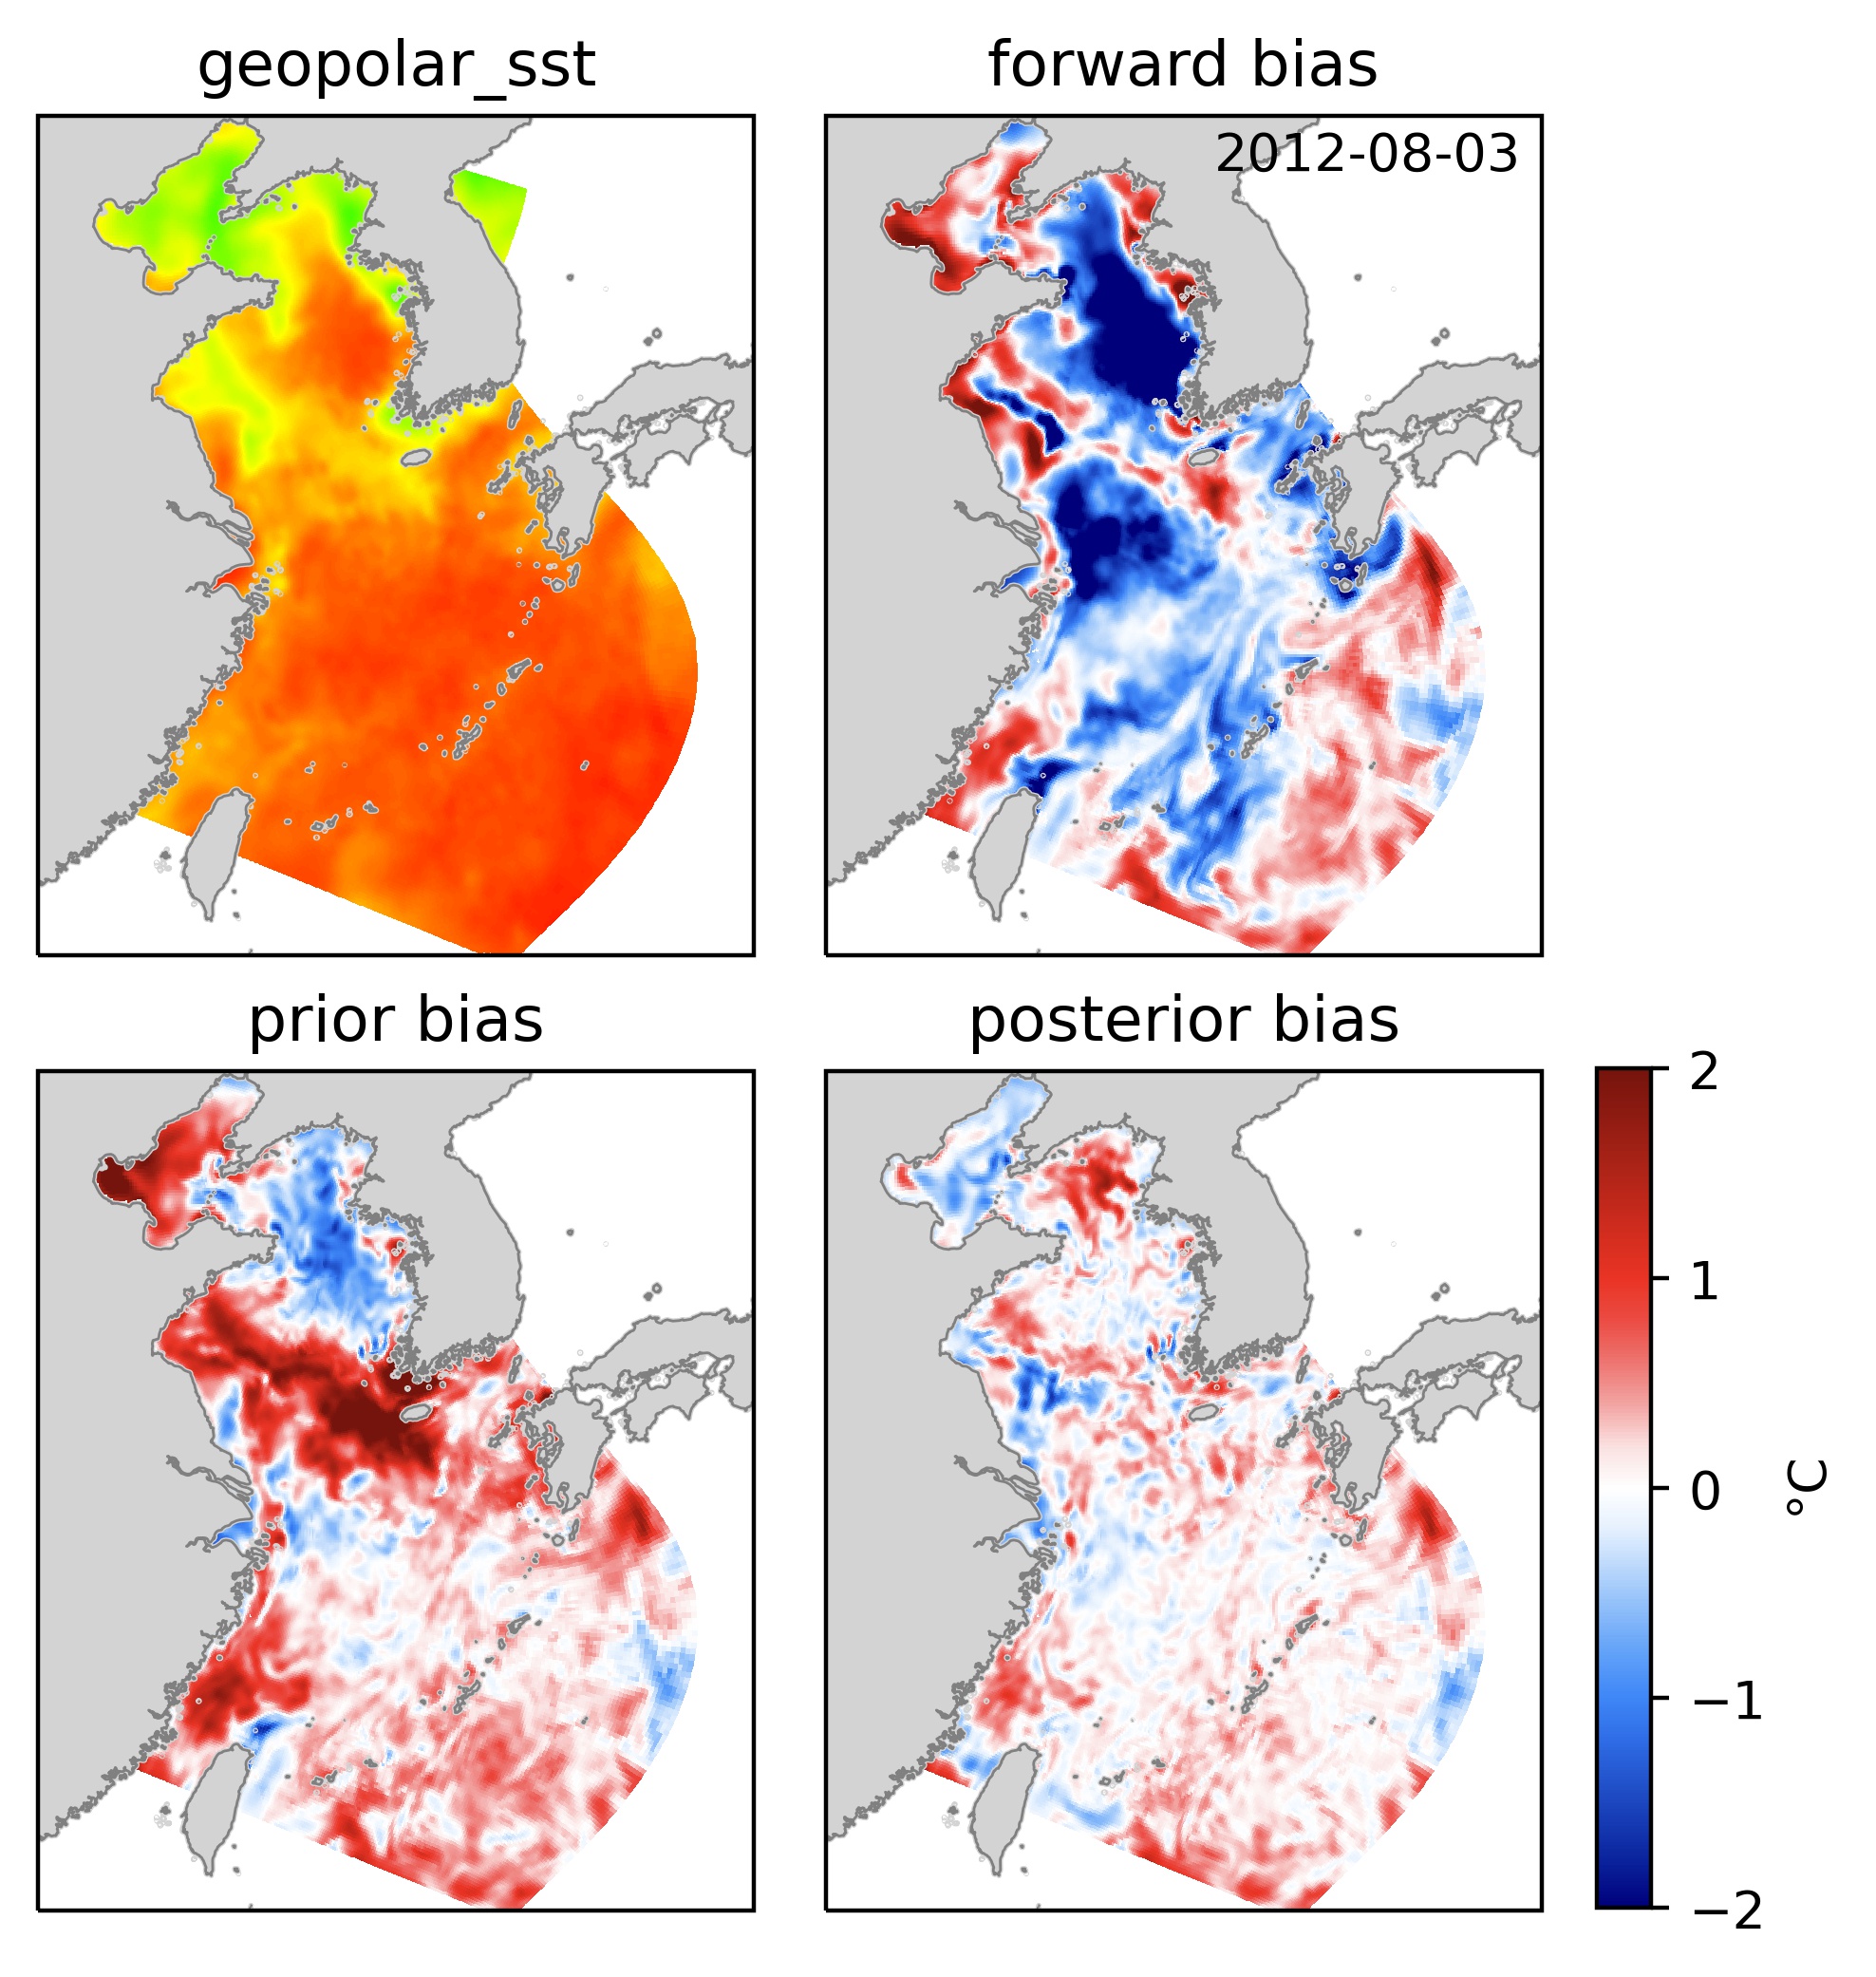 geopolar_sst
forward bias
2012-08-03
prior bias
posterior bias
2
1
0
−1
−2
°C